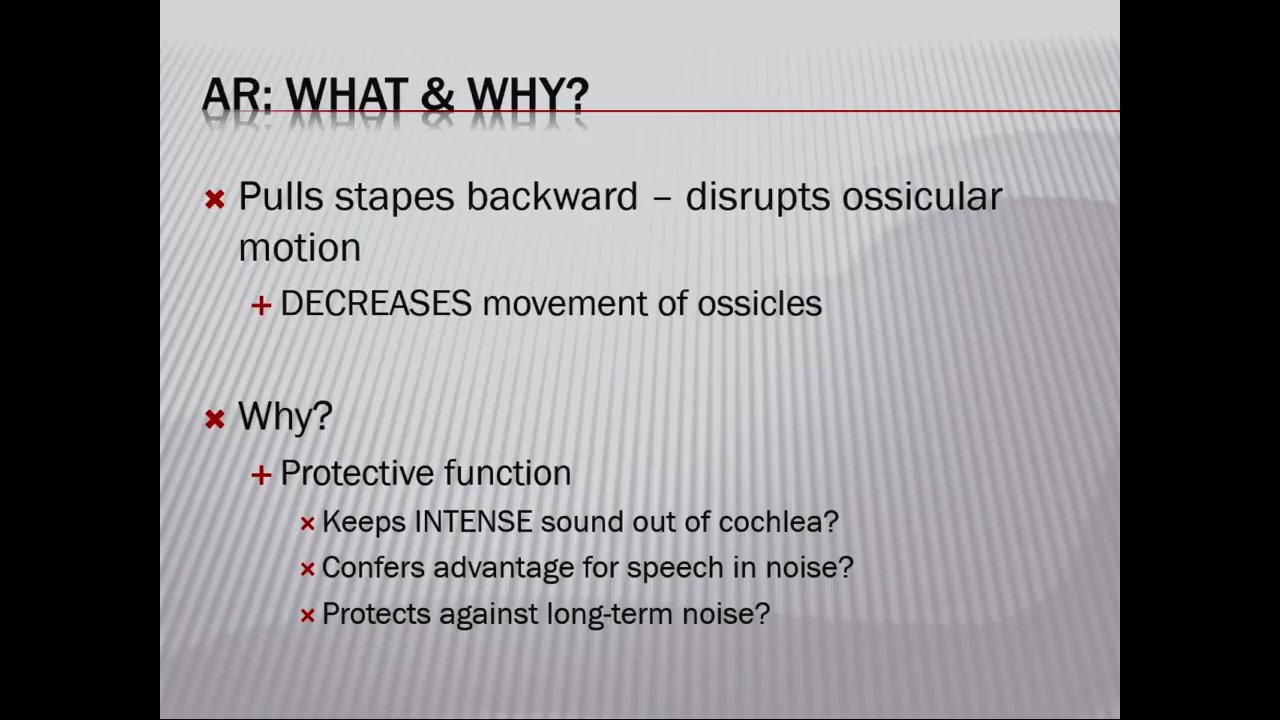 AR: WHAT & WHY?
Pulls stapes backward – disrupts ossicular
motion
DECREASES movement of ossicles
Why?
Protective function
Keeps INTENSE sound out of cochlea?
Confers advantage for speech in noise?
Protects against long-term noise?